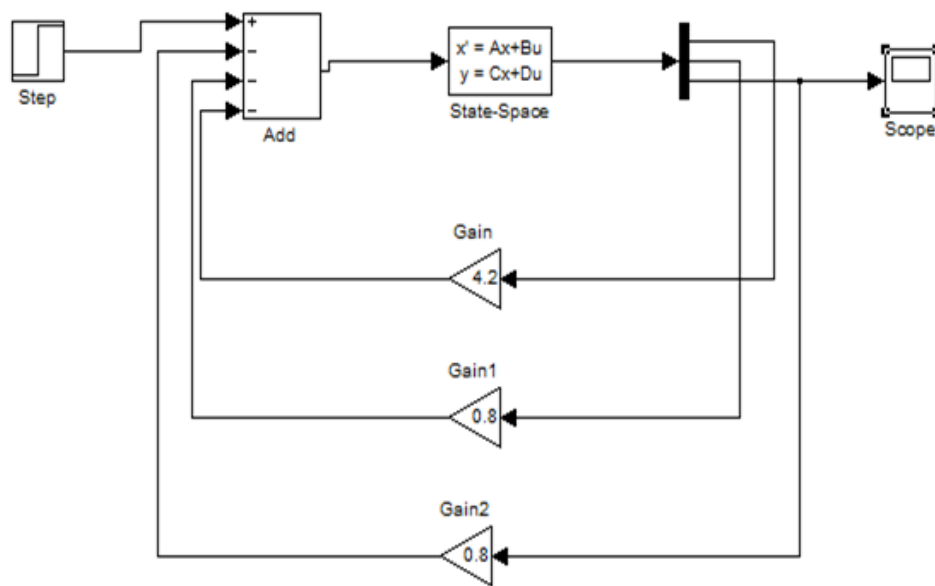 +
−
−
−
Step
Add
x' = Ax+Bu
y = Cx+Du
State-Space
Scope
Gain
4.2
Gain1
0.8
Gain2
0.8